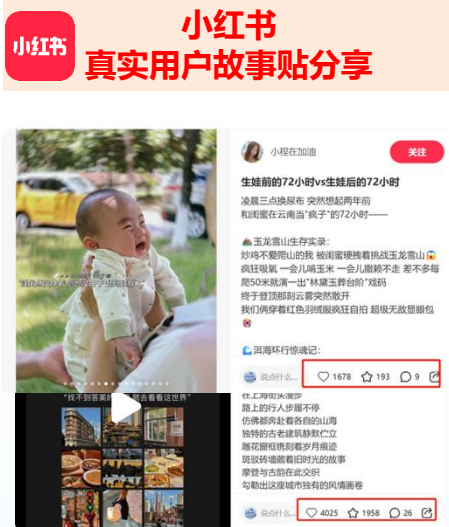 小红书
小红书
真实用户故事贴分享
小程在加油
关注
生娃前的72小时vs生娃后的72小时
凌晨三点换尿布 突然想起两年前
和闺蜜在云南当"疯子"的72小时——
玉龙雪山生存实录：
炒鸡不爱爬山的我 被闺蜜硬拽着挑战玉龙雪山
疯狂吸氧 一会儿啃玉米 一会儿撒赖不走 差不多每
爬50米就演一出"林黛玉葬台阶"戏码
终于登顶那刻云雾突然散开
我们俩穿着红色羽绒服疯狂自拍 超级无敌显眼包
洱海环行惊魂记：
说点什么...
1678
193
9
"找不到答案的 就去看看这世界"
在上海街头漫步
路上的行人步履不停
仿佛都奔赴着各自的山海
独特的古老建筑静默伫立
雕花窗框镌刻着岁月痕迹
斑驳砖墙藏着旧时光的故事
摩登与古韵在此交织
勾勒出这座城市独有的风情画卷
说点什么...
4025
1958
26